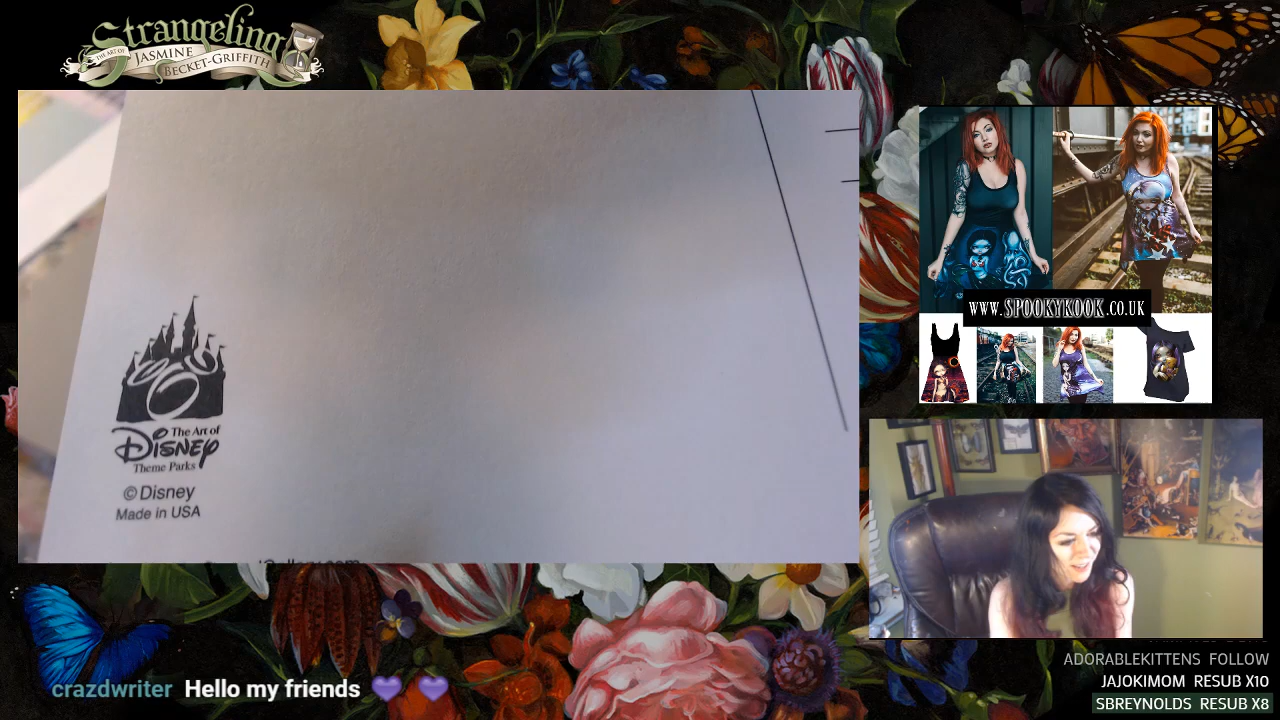 Strangeling
THE ART OF
JASMINE
BECKET-GRIFFITH
WWW.SPOOKYKOOK.CO.UK
The Art of
Disney
Theme Parks
©Disney
Made in USA
crazdwriter Hello my friends
ADORABLEKITTENS FOLLOW
JAJOKIMOM RESUB X10
SBREYNOLDS RESUB X8